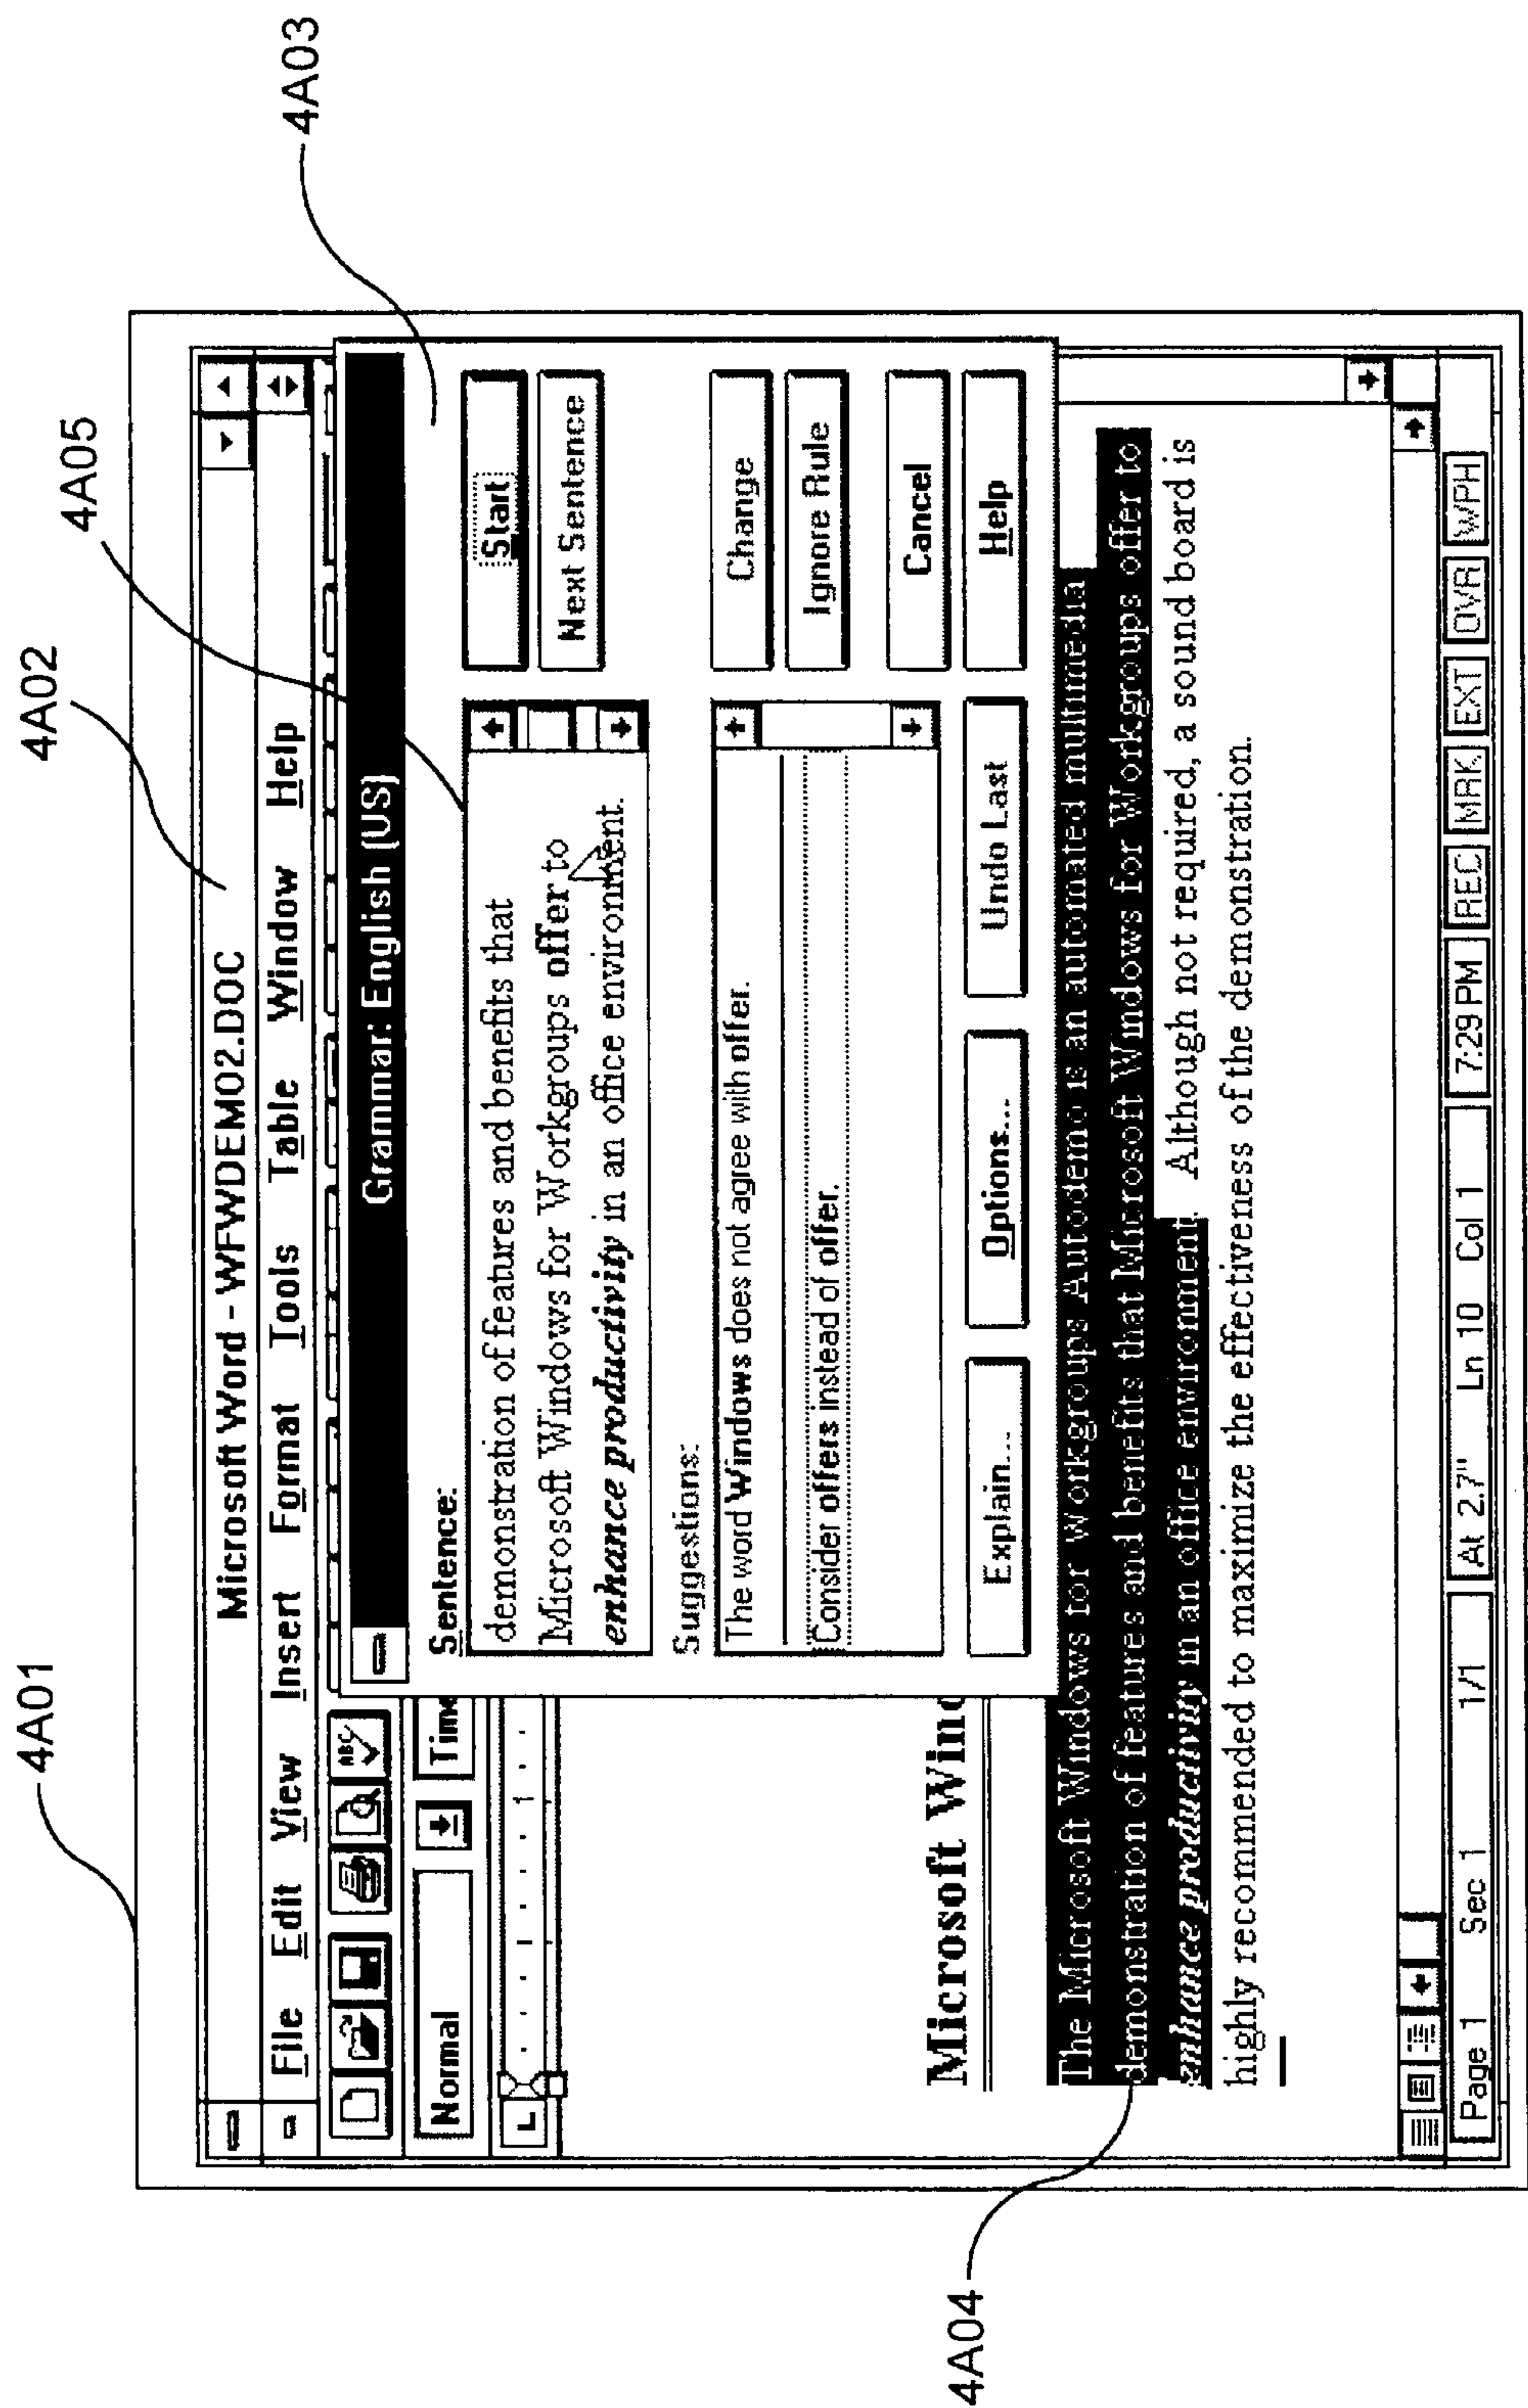 4A01
4A02
4A05
4A03
Microsoft Word - WFWDEMO2.DOC
File Edit View Insert Format Tools Table Window Help
ABC
Normal
Time
L
1
Grammar: English (US)
Sentence:
demonstration of features and benefits that
Microsoft Windows for Workgroups offer to
enhance productivity in an office environment.
Start
Next Sentence
Suggestions:
The word Windows does not agree with offer.
Consider offers instead of offer.
Change
Ignore Rule
Cancel
Explain... Options... Undo Last Help
Microsoft Wind
The Microsoft Windows for Workgroups Autodemo is an automated multimedia
demonstration of features and benefits that Microsoft Windows for Workgroups offer to
enhance productivity in an office environment. Although not required, a sound board is
highly recommended to maximize the effectiveness of the demonstration.
Page 1 Sec 1 1/1 At 2.7" Ln 10 Col 1 7:29 PM REC MRK EXT OVR WPH
4A04